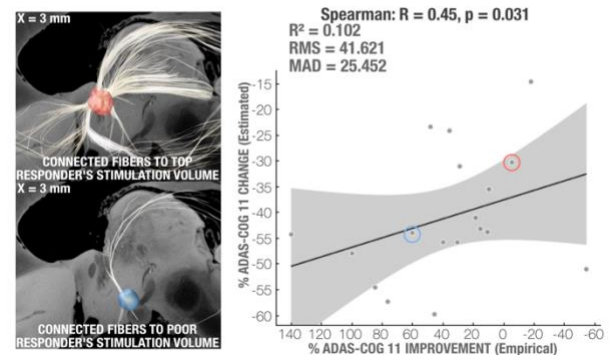 X = 3 mm
CONNECTED FIBERS TO TOP
RESPONDER'S STIMULATION VOLUME
X = 3 mm
CONNECTED FIBERS TO POOR
RESPONDER'S STIMULATION VOLUME
Spearman: R = 0.45, p = 0.031
R² = 0.102
RMS = 41.621
MAD = 25.452
% ADAS-COG 11 CHANGE (Estimated)
-15
-25
-30
-35
-40
-55
-50
-55
-60
140 120 100 80 60 40 20 0 -20 -40 -60
% ADAS-COG 11 IMPROVEMENT (Empirical)